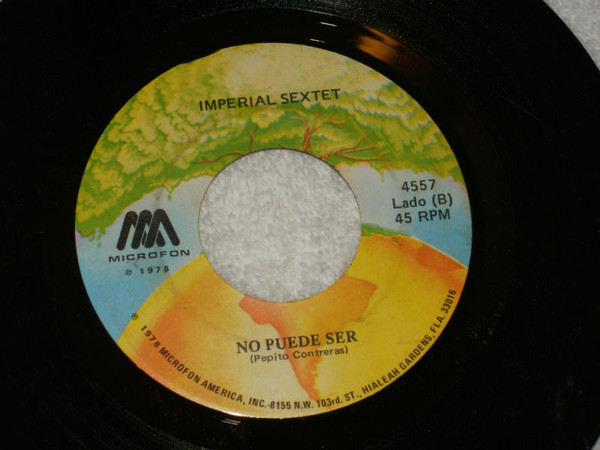 IMPERIAL SEXTET
4557
Lado (B)
45 RPM
MICROFON
℗ 1978
NO PUEDE SER
(Pepito Contreras)
℗ 1978 MICROFON AMERICA, INC.-8155 N.W. 103rd. ST., HIALEAH GARDENS, FLA. 33016